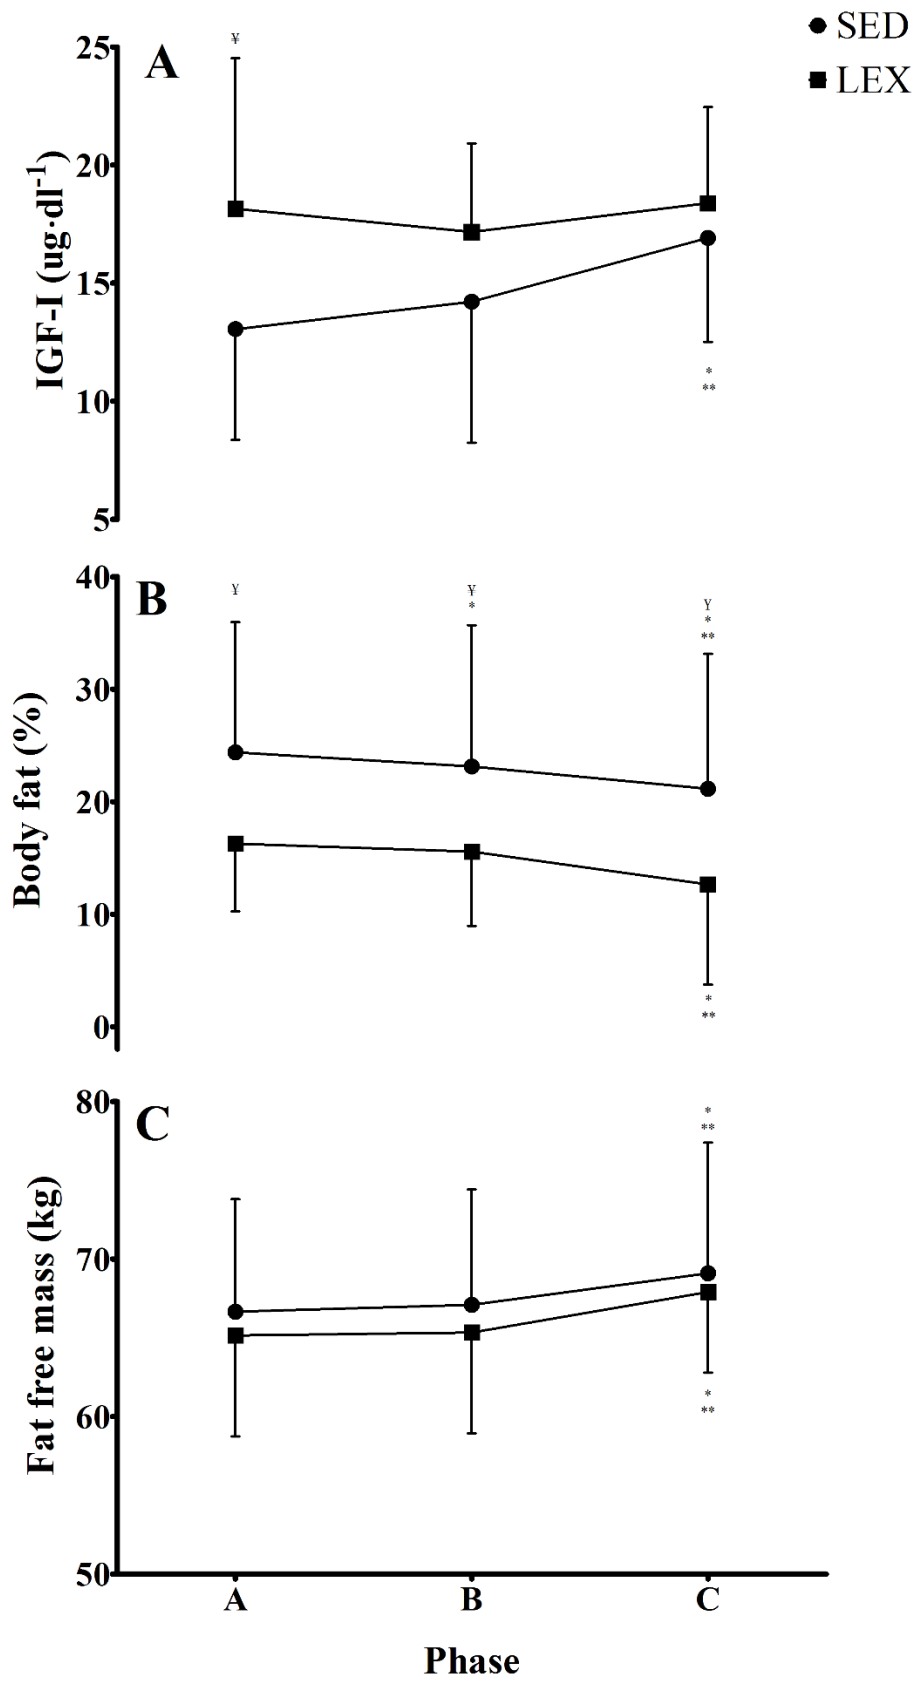 SED
LEX
A
IGF-I (ug·dl-1)
25
20
15
10
5
¥
*
**
B
Body fat (%)
40
30
20
10
0
¥
¥
*
¥
*
**
*
**
C
Fat free mass (kg)
80
70
60
50
*
**
*
**
A B C
Phase